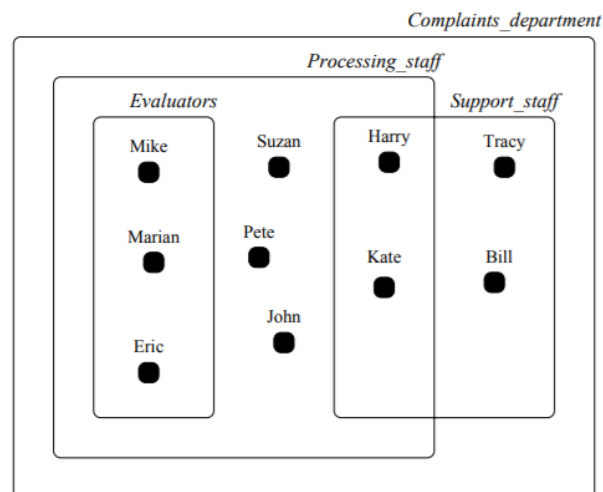 Complaints_department
Processing_staff
Evaluators
Support_staff
Mike
Suzan
Harry
Tracy
Marian
Pete
Kate
Bill
John
Eric